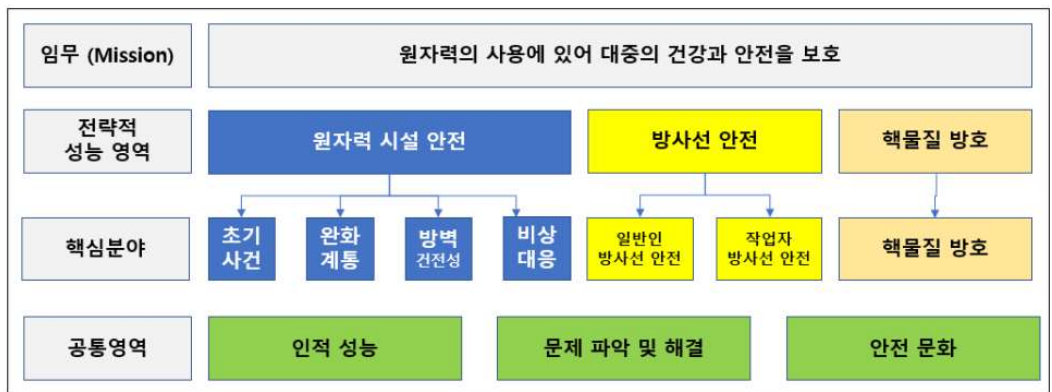 임무 (Mission)
원자력의 사용에 있어 대중의 건강과 안전을 보호
전략적
성능 영역
원자력 시설 안전
방사선 안전
핵물질 방호
핵심분야
초기
사건
완화
계통
방벽
건전성
비상
대응
일반인
방사선 안전
작업자
방사선 안전
핵물질 방호
공통영역
인적 성능
문제 파악 및 해결
안전 문화